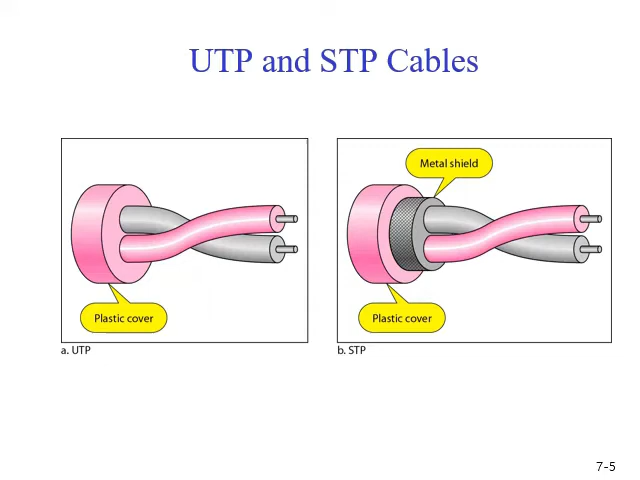 UTP and STP Cables
Metal shield
Plastic cover
Plastic cover
a. UTP
b. STP
7-5